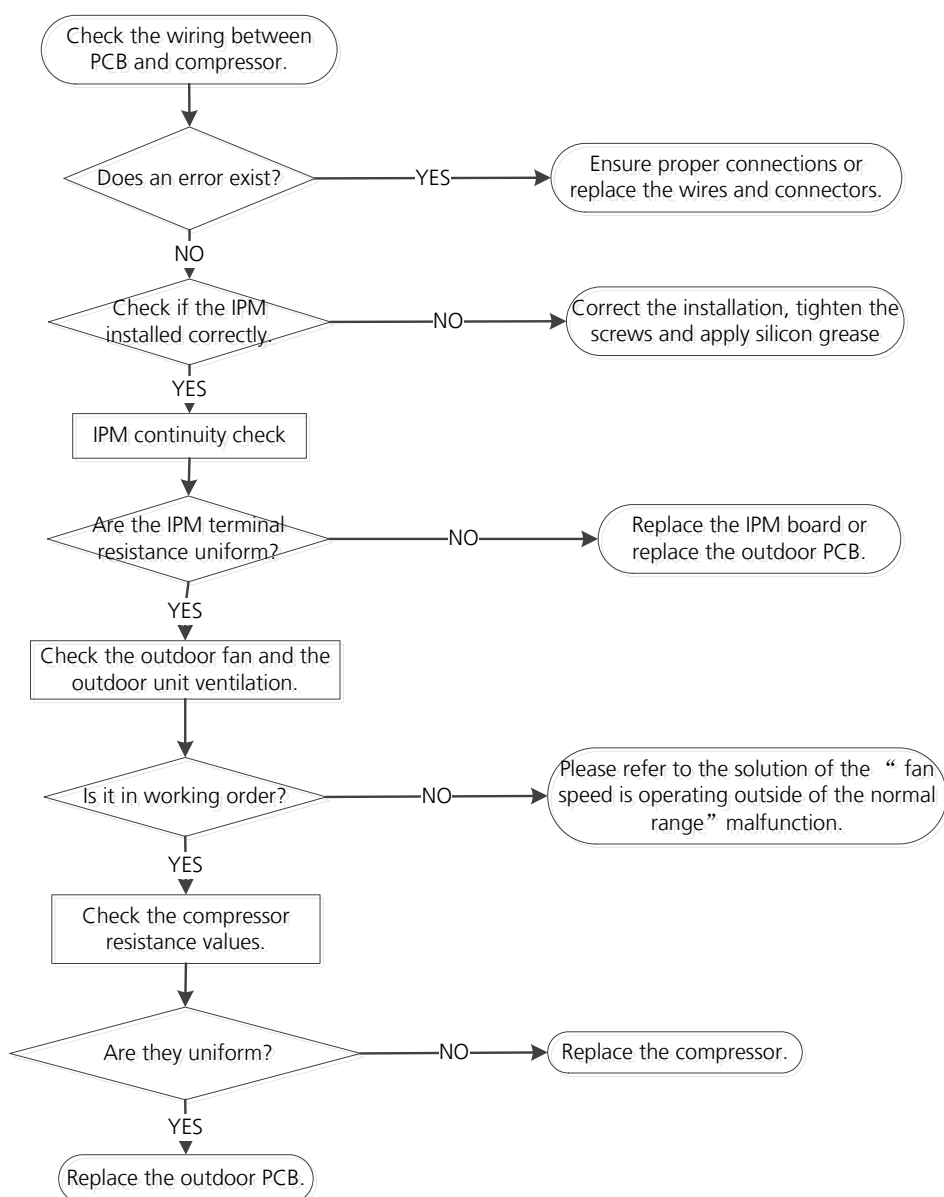 Check the wiring between
PCB and compressor.
Does an error exist?
YES
Ensure proper connections or
replace the wires and connectors.
NO
Check if the IPM
installed correctly.
NO
Correct the installation, tighten the
screws and apply silicon grease
YES
IPM continuity check
Are the IPM terminal
resistance uniform?
NO
Replace the IPM board or
replace the outdoor PCB.
YES
Check the outdoor fan and the
outdoor unit ventilation.
Is it in working order?
NO
Please refer to the solution of the “ fan
speed is operating outside of the normal
range” malfunction.
YES
Check the compressor
resistance values.
Are they uniform?
NO
Replace the compressor.
YES
Replace the outdoor PCB.